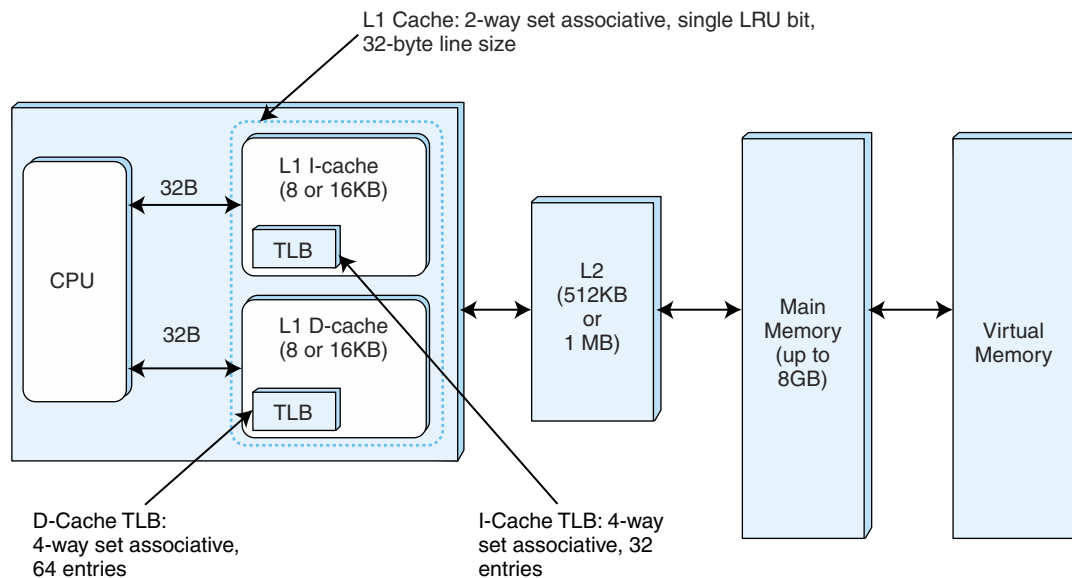 L1 Cache: 2-way set associative, single LRU bit,
32-byte line size
CPU
32B
32B
L1 I-cache
(8 or 16KB)
TLB
L1 D-cache
(8 or 16KB)
TLB
L2
(512KB
or
1 MB)
Main
Memory
(up to
8GB)
Virtual
Memory
D-Cache TLB:
4-way set associative,
64 entries
I-Cache TLB: 4-way
set associative, 32
entries